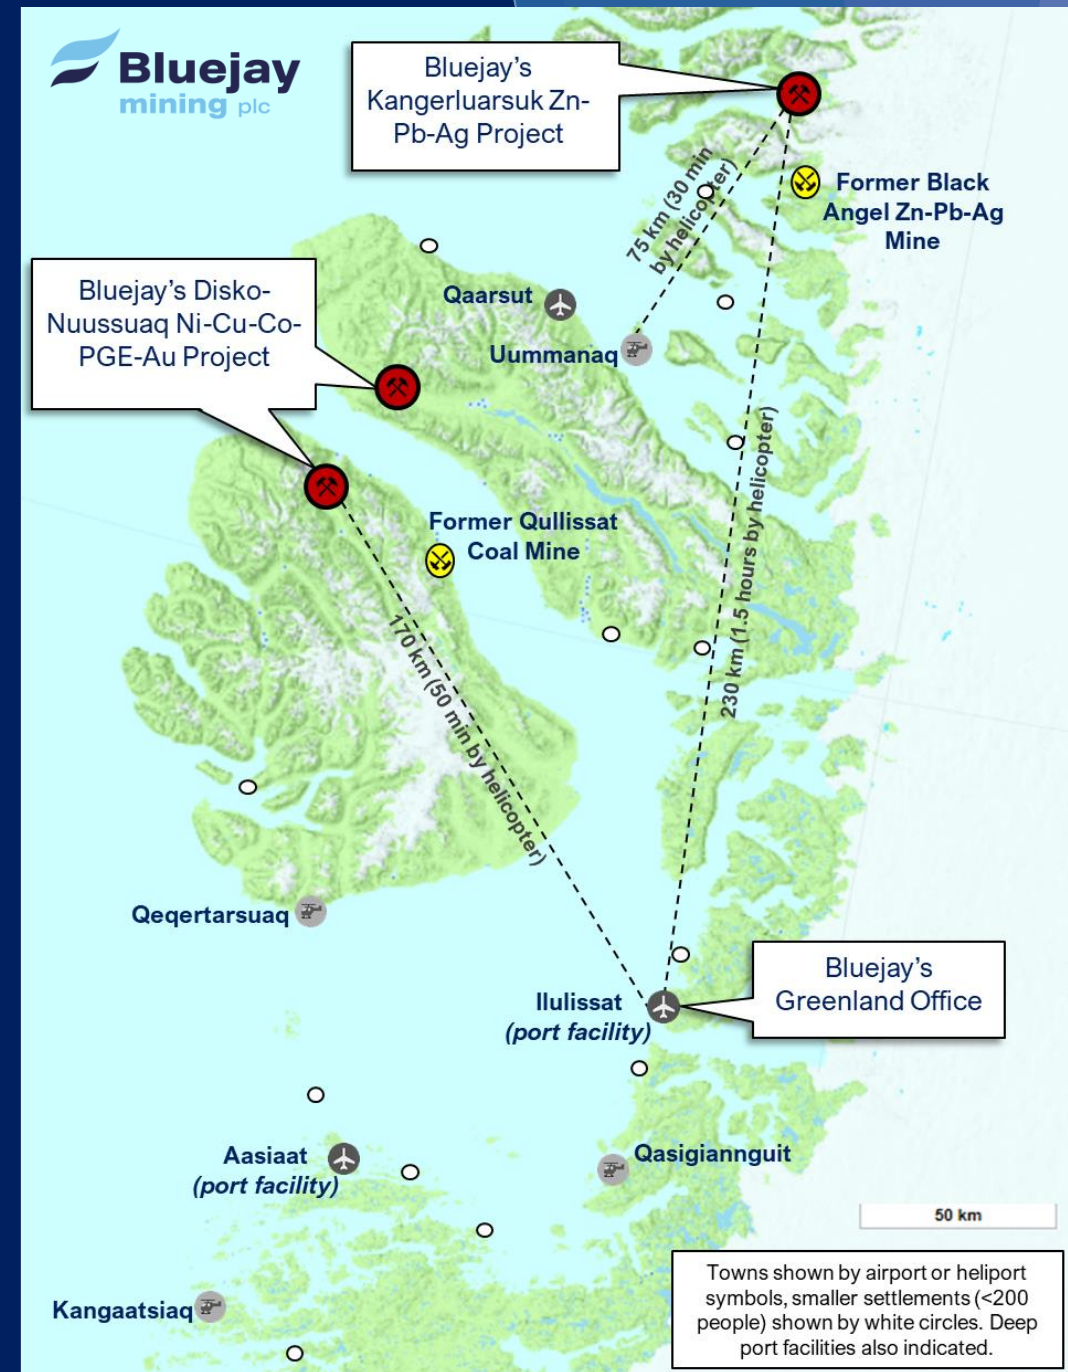 Bluejay
mining plc
Bluejay's
Kangerluarsuk Zn-
Pb-Ag Project
75 km (30 min
by helicopter)
Former Black
Angel Zn-Pb-Ag
Mine
Bluejay's Disko-
Nuussuaq Ni-Cu-Co-
PGE-Au Project
Qaarsut
Uummanaq
Former Qullissat
Coal Mine
230 km (1.5 hours by helicopter)
170 km (50 min by helicopter)
Qeqertarsuaq
Bluejay's
Greenland Office
Ilulissat
(port facility)
Aasiaat
(port facility)
Qasigiannguit
50 km
Kangaatsiaq
Towns shown by airport or heliport
symbols, smaller settlements (<200
people) shown by white circles. Deep
port facilities also indicated.